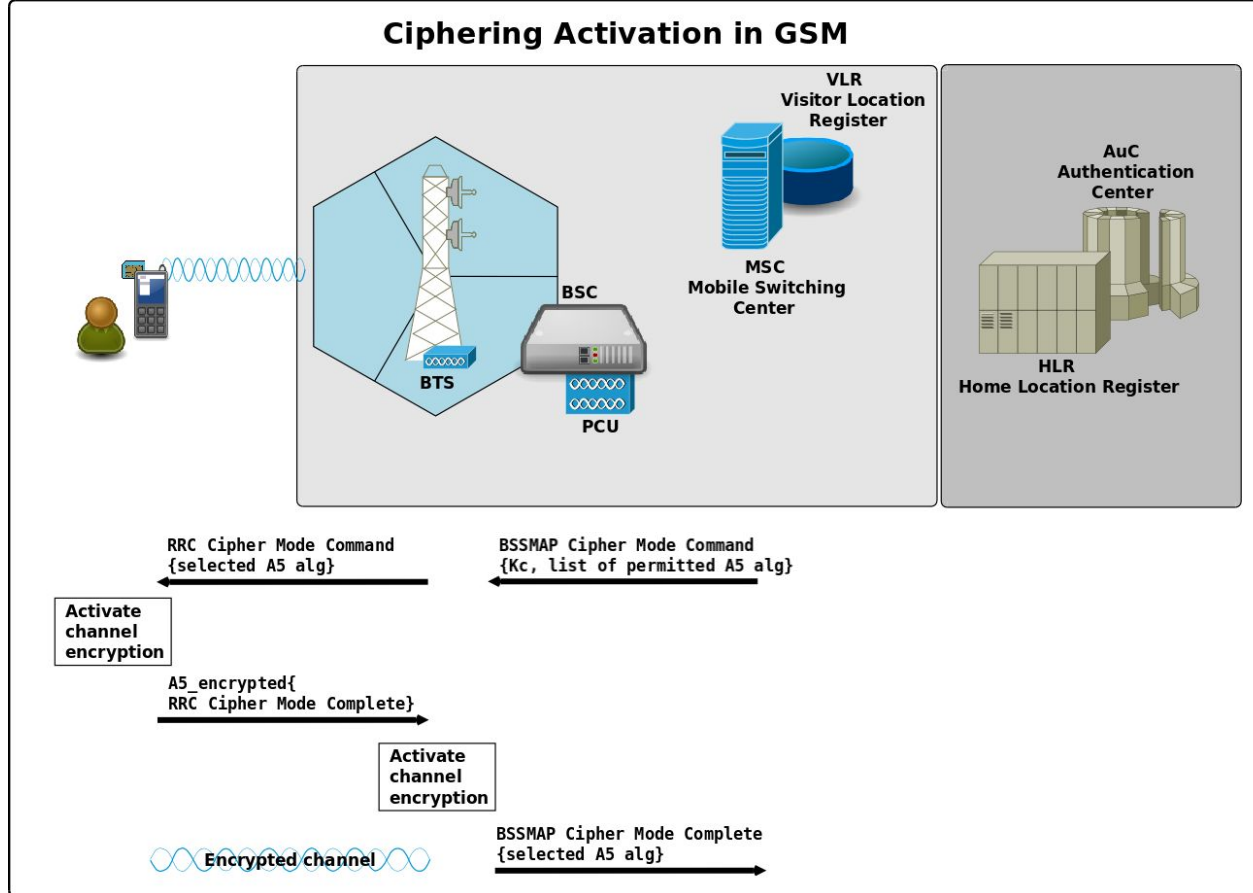 Ciphering Activation in GSM
VLR
Visitor Location
Register
AuC
Authentication
Center
MSC
Mobile Switching
Center
BSC
BTS
PCU
HLR
Home Location Register
RRC Cipher Mode Command
{selected A5 alg}
BSSMAP Cipher Mode Command
{Kc, list of permitted A5 alg}
Activate
channel
encryption
A5_encrypted{
RRC Cipher Mode Complete}
Activate
channel
encryption
BSSMAP Cipher Mode Complete
{selected A5 alg}
Encrypted channel